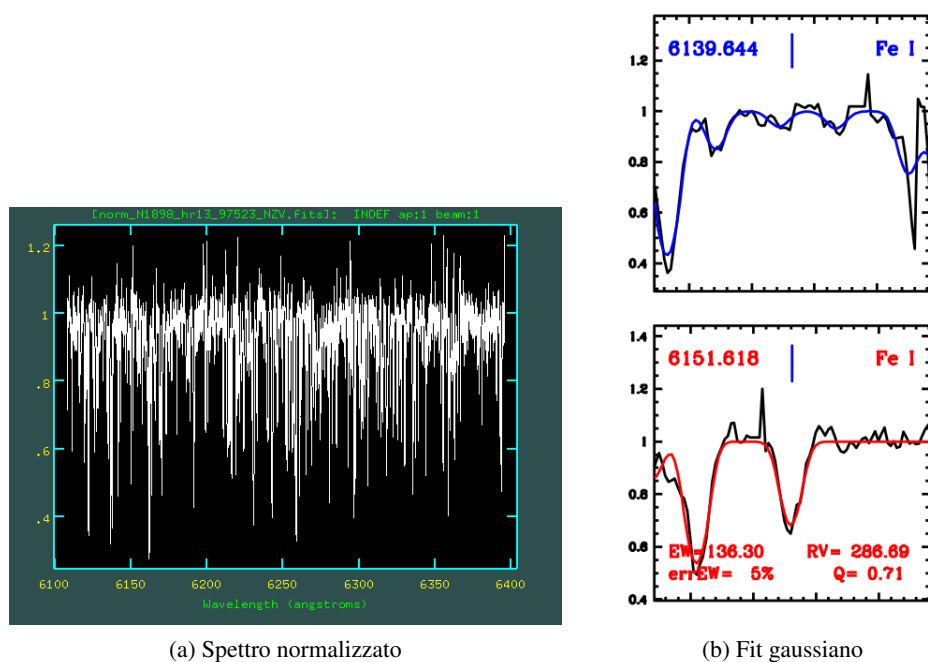 [norm_N1898_hr13_97523_NZV.fits]: INDEF ap:1 beam:1
1.2
1
.8
.6
.4
6100 6150 6200 6250 6300 6350 6400
Wavelength (angstroms)
(a) Spettro normalizzato
6139.644 Fe I
1.2
1
0.8
0.6
0.4
6151.618 Fe I
1.2
1
0.8
0.6
0.4
EW=136.30 RV= 286.69
errEW= 5% Q= 0.71
(b) Fit gaussiano